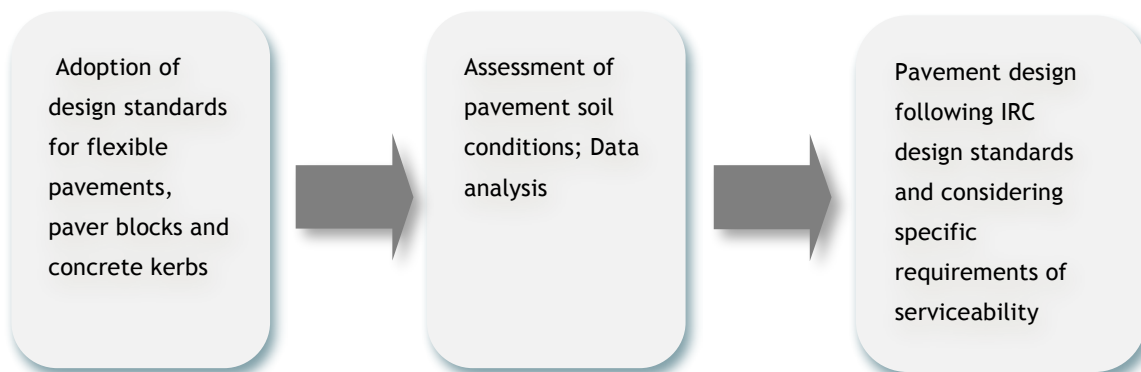 Adoption of
design standards
for flexible
pavements,
paver blocks and
concrete kerbs
Assessment of
pavement soil
conditions; Data
analysis
Pavement design
following IRC
design standards
and considering
specific
requirements of
serviceability